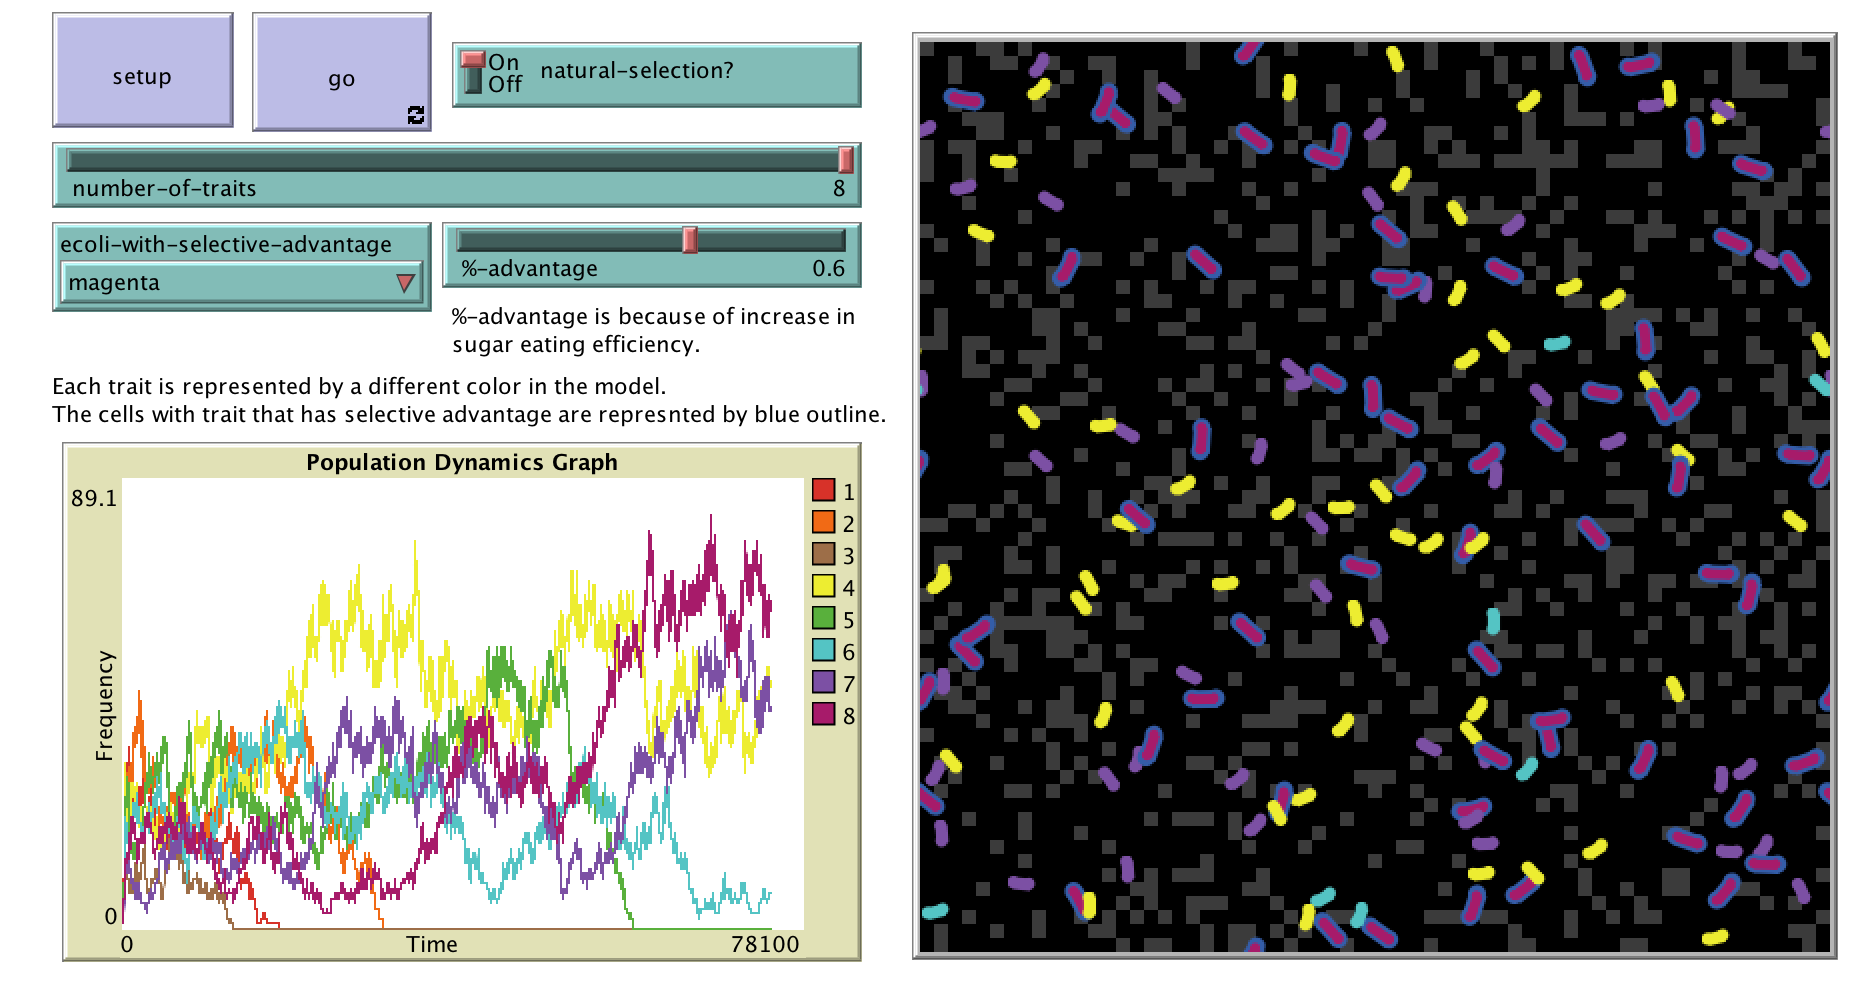 setup
go
On
Off
natural-selection?
number-of-traits
8
ecoli-with-selective-advantage
magenta
%-advantage
0.6
%-advantage is because of increase in
sugar eating efficiency.
Each trait is represented by a different color in the model.
The cells with trait that has selective advantage are represnted by blue outline.
Population Dynamics Graph
89.1
Frequency
0
0
Time
78100
1
2
3
4
5
6
7
8